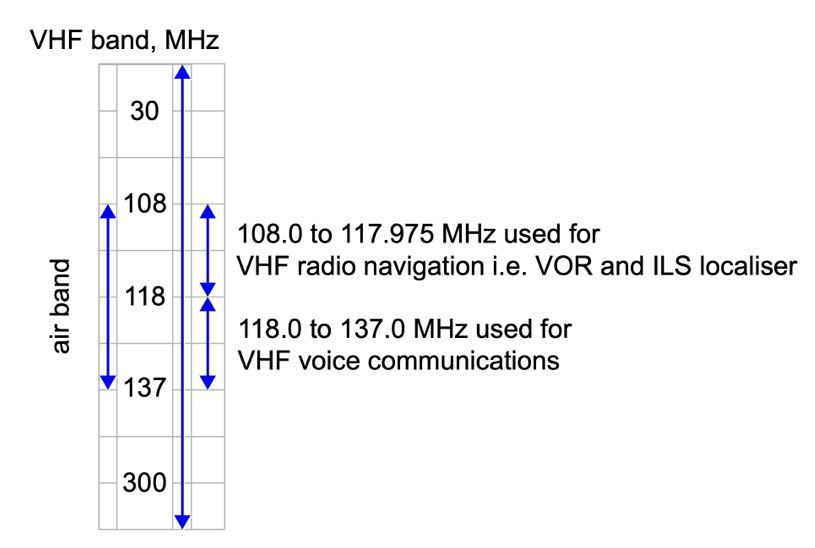 VHF band, MHz
30
108
108.0 to 117.975 MHz used for
VHF radio navigation i.e. VOR and ILS localiser
air band
118
118.0 to 137.0 MHz used for
VHF voice communications
137
300